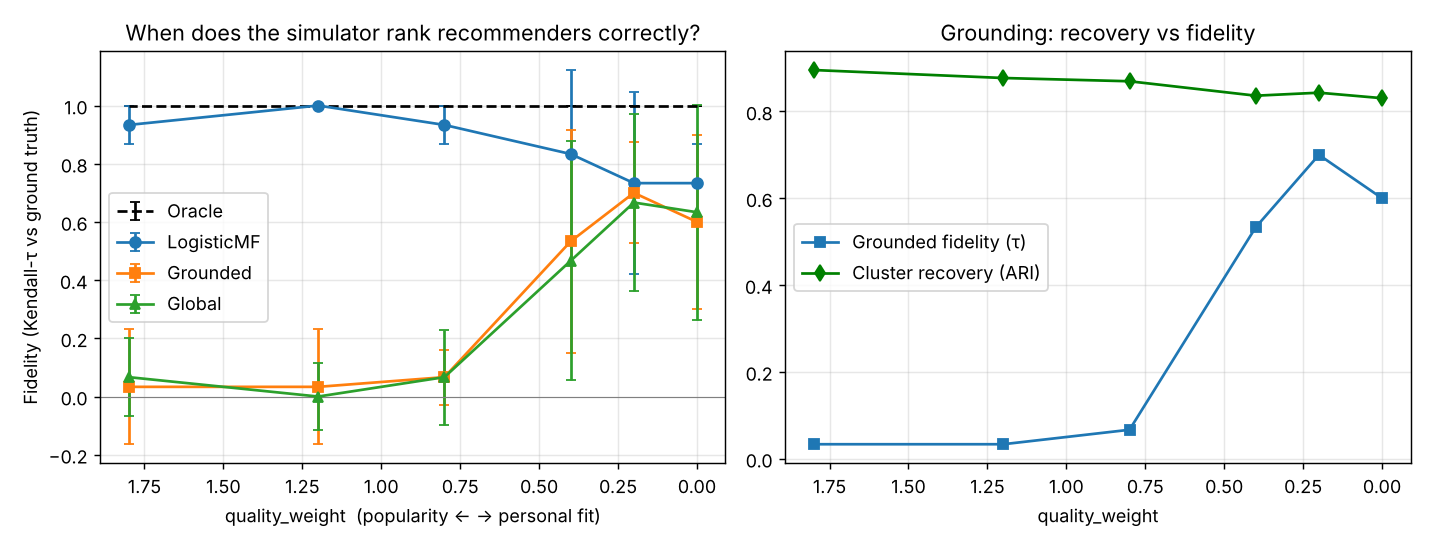 When does the simulator rank recommenders correctly?
Fidelity (Kendall-τ vs ground truth)
1.0
0.8
0.6
0.4
0.2
0.0
−0.2
Oracle
LogisticMF
Grounded
Global
1.75 1.50 1.25 1.00 0.75 0.50 0.25 0.00
quality_weight (popularity ← → personal fit)
Grounding: recovery vs fidelity
0.8
0.6
0.4
0.2
0.0
Grounded fidelity (τ)
Cluster recovery (ARI)
1.75 1.50 1.25 1.00 0.75 0.50 0.25 0.00
quality_weight